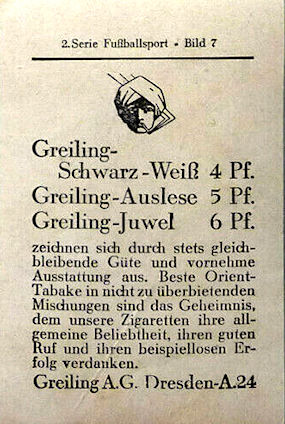 2. Serie Fußballsport • Bild 7
Greiling-
Schwarz-Weiß 4 Pf.
Greiling-Auslese 5 Pf.
Greiling-Juwel 6 Pf.
zeichnen sich durch stets gleich-
bleibende Güte und vornehme
Ausstattung aus. Beste Orient-
Tabake in nicht zu überbietenden
Mischungen sind das Geheimnis,
dem unsere Zigaretten ihre all-
gemeine Beliebtheit, ihren guten
Ruf und ihren beispiellosen Er-
folg verdanken.
Greiling A.G. Dresden-A.24